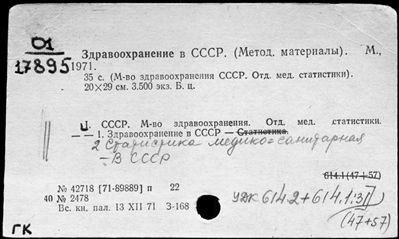 01
17895
Здравоохранение в СССР. (Метод. материалы). М.,
1971.
35 с. (М-во здравоохранения СССР. Отд. мед. статистики).
20×29 см. 3.500 экз. Б. ц.
I. СССР. М-во здравоохранения. Отд. мед. статистики.
— — 1. Здравоохранение в СССР — Статистика.
2 Статистика медико-санитарная
— В СССР
614.1(47+57)
№ 42718 [71-89889] п 22
40 № 2478
Вс. кн. пал. 13 XII 71 З-168
УДК 614.2+614.1:31
(47+57)
ГК